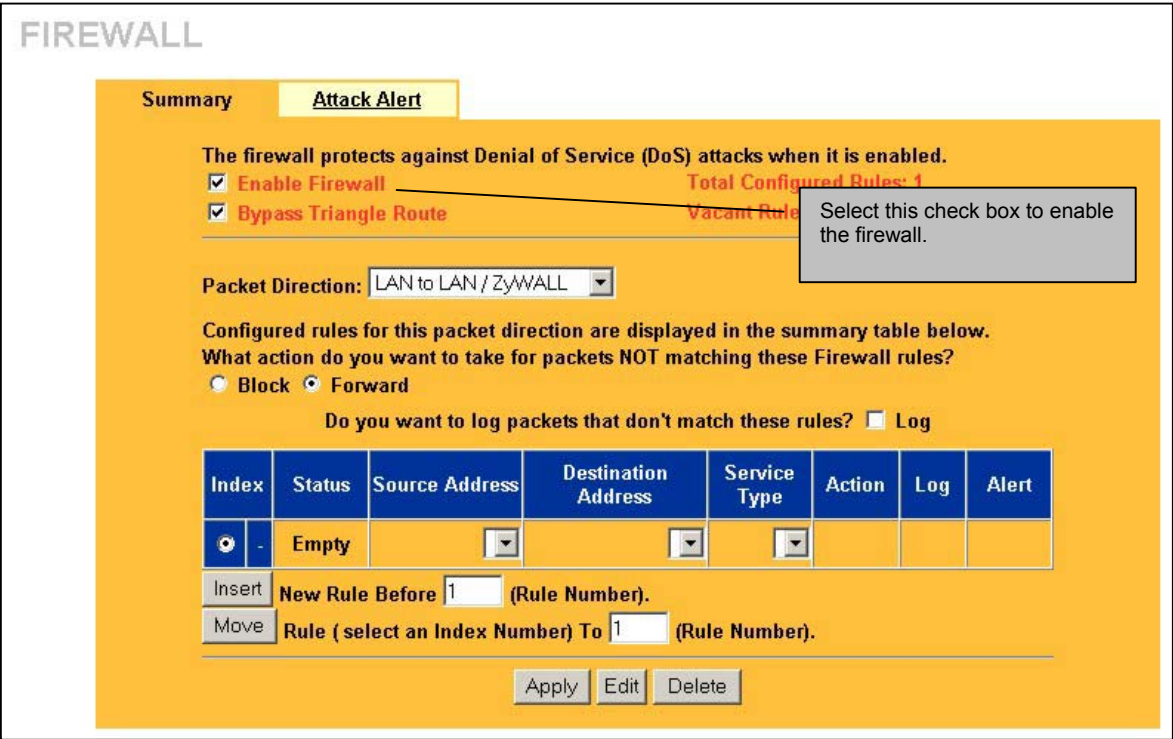 FIREWALL
Summary Attack Alert
The firewall protects against Denial of Service (DoS) attacks when it is enabled.
Enable Firewall Total Configured Rules: 1
Bypass Triangle Route Vacant Rule
Select this check box to enable
the firewall.
Packet Direction: LAN to LAN / ZyWALL
Configured rules for this packet direction are displayed in the summary table below.
What action do you want to take for packets NOT matching these Firewall rules?
Block Forward
Do you want to log packets that don't match these rules? Log
Index Status Source Address Destination Address Service Type Action Log Alert
- Empty
Insert New Rule Before 1 (Rule Number).
Move Rule ( select an Index Number) To 1 (Rule Number).
Apply Edit Delete